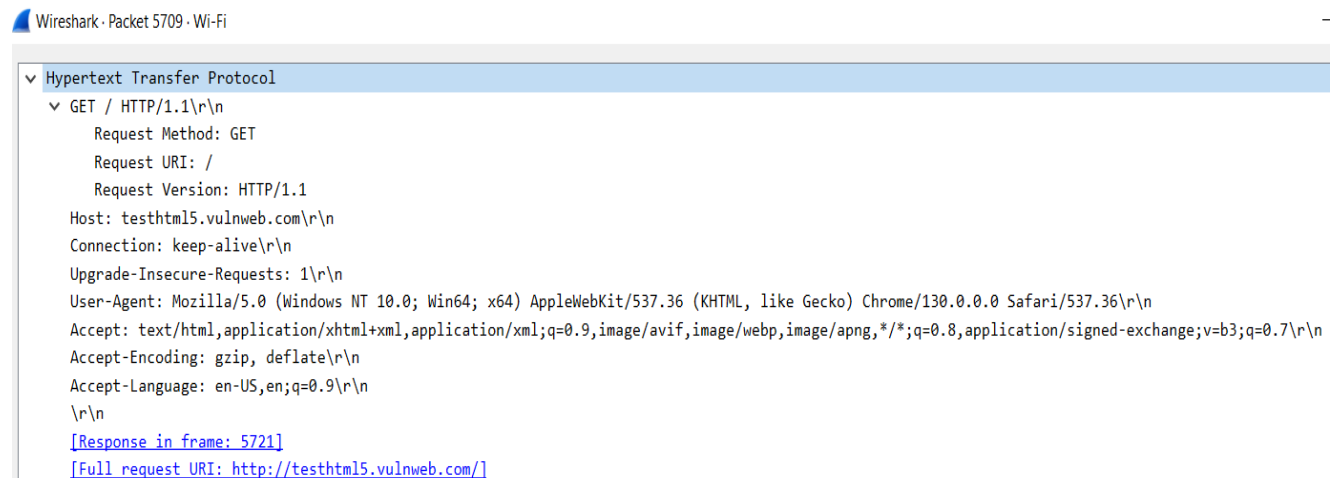 Wireshark · Packet 5709 · Wi-Fi
Hypertext Transfer Protocol
GET / HTTP/1.1\r\n
Request Method: GET
Request URI: /
Request Version: HTTP/1.1
Host: testhtml5.vulnweb.com\r\n
Connection: keep-alive\r\n
Upgrade-Insecure-Requests: 1\r\n
User-Agent: Mozilla/5.0 (Windows NT 10.0; Win64; x64) AppleWebKit/537.36 (KHTML, like Gecko) Chrome/130.0.0.0 Safari/537.36\r\n
Accept: text/html,application/xhtml+xml,application/xml;q=0.9,image/avif,image/webp,image/apng,*/*;q=0.8,application/signed-exchange;v=b3;q=0.7\r\n
Accept-Encoding: gzip, deflate\r\n
Accept-Language: en-US,en;q=0.9\r\n
\r\n
[Response in frame: 5721]
[Full request URI: http://testhtml5.vulnweb.com/]